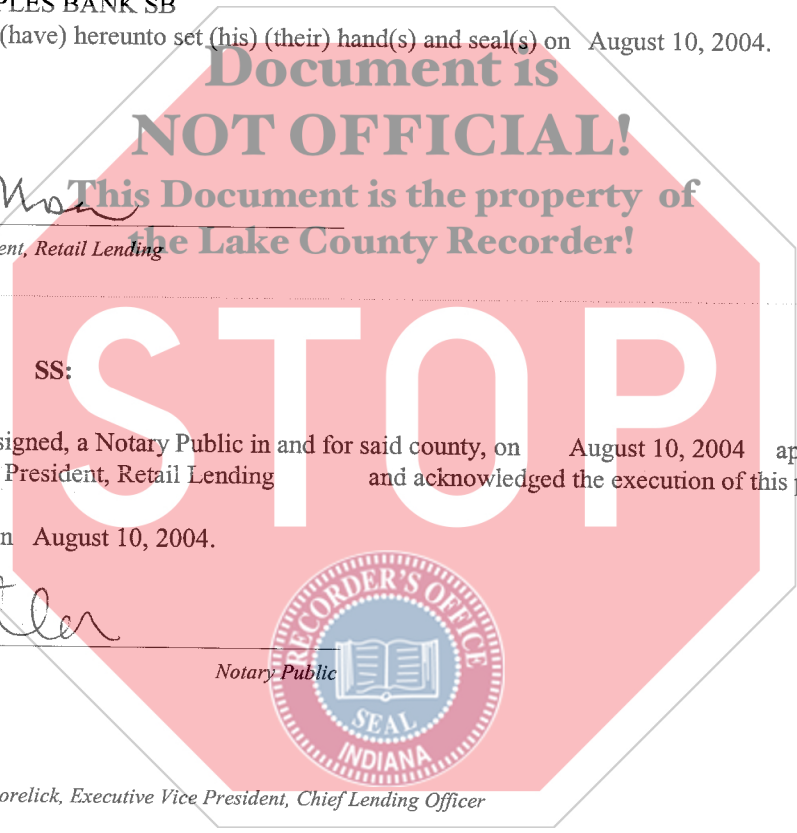 PLES BANK SB
(have) hereunto set (his) (their) hand(s) and seal(s) on August 10, 2004.
Document is
NOT OFFICIAL!
This Document is the property of
the Lake County Recorder!
ent, Retail Lending
STOP
SS:
signed, a Notary Public in and for said county, on August 10, 2004 ap
President, Retail Lending and acknowledged the execution of this p
n August 10, 2004.
Notary Public
RECORDER'S OFFICE
SEAL
INDIANA
orelick, Executive Vice President, Chief Lending Officer